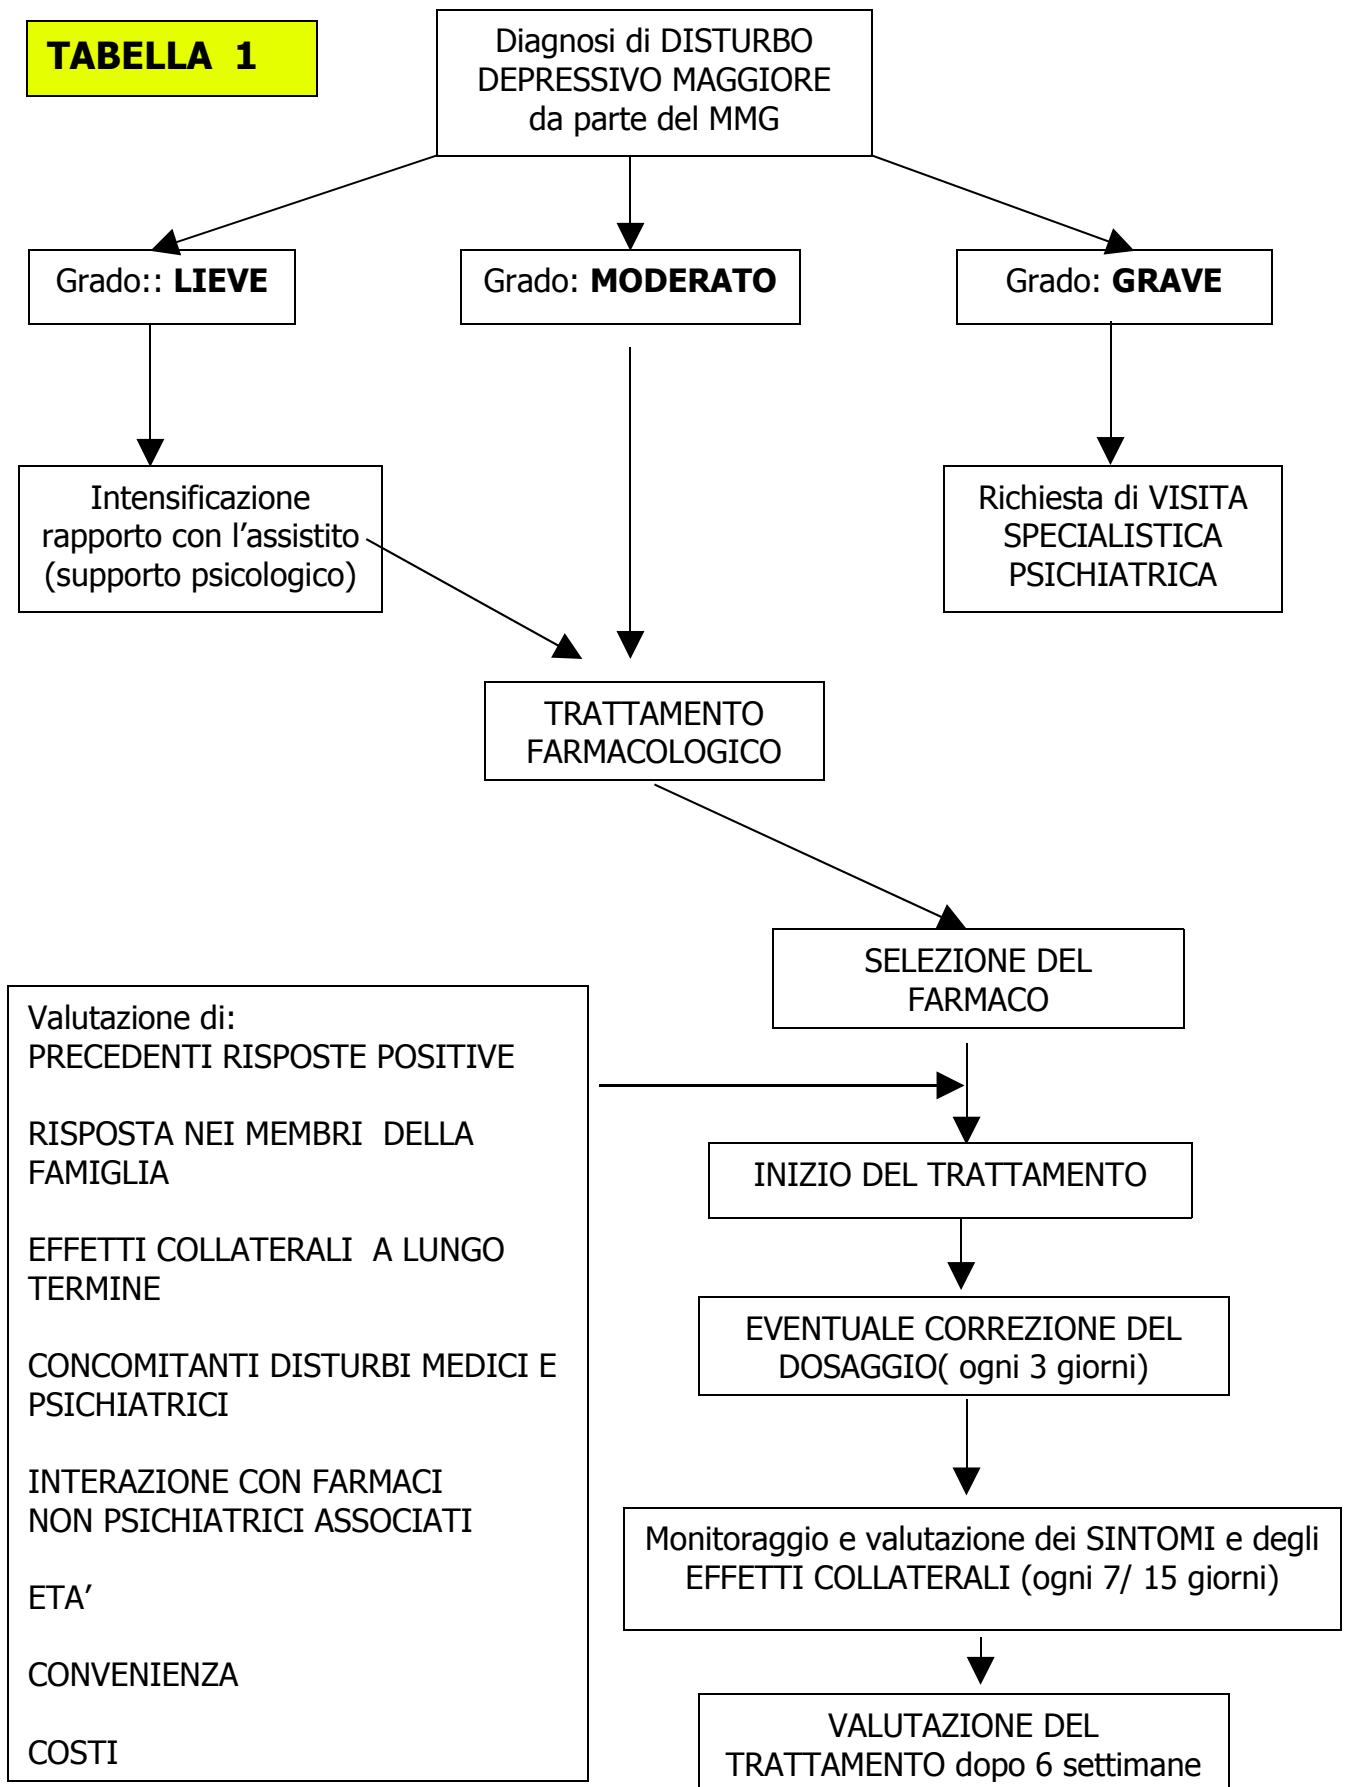 TABELLA 1
Diagnosi di DISTURBO
DEPRESSIVO MAGGIORE
da parte del MMG
Grado:: LIEVE
Grado: MODERATO
Grado: GRAVE
Intensificazione
rapporto con l’assistito
(supporto psicologico)
Richiesta di VISITA
SPECIALISTICA
PSICHIATRICA
TRATTAMENTO
FARMACOLOGICO
SELEZIONE DEL
FARMACO
Valutazione di:
PRECEDENTI RISPOSTE POSITIVE
RISPOSTA NEI MEMBRI DELLA
FAMIGLIA
EFFETTI COLLATERALI A LUNGO
TERMINE
CONCOMITANTI DISTURBI MEDICI E
PSICHIATRICI
INTERAZIONE CON FARMACI
NON PSICHIATRICI ASSOCIATI
ETA’
CONVENIENZA
COSTI
INIZIO DEL TRATTAMENTO
EVENTUALE CORREZIONE DEL
DOSAGGIO( ogni 3 giorni)
Monitoraggio e valutazione dei SINTOMI e degli
EFFETTI COLLATERALI (ogni 7/ 15 giorni)
VALUTAZIONE DEL
TRATTAMENTO dopo 6 settimane